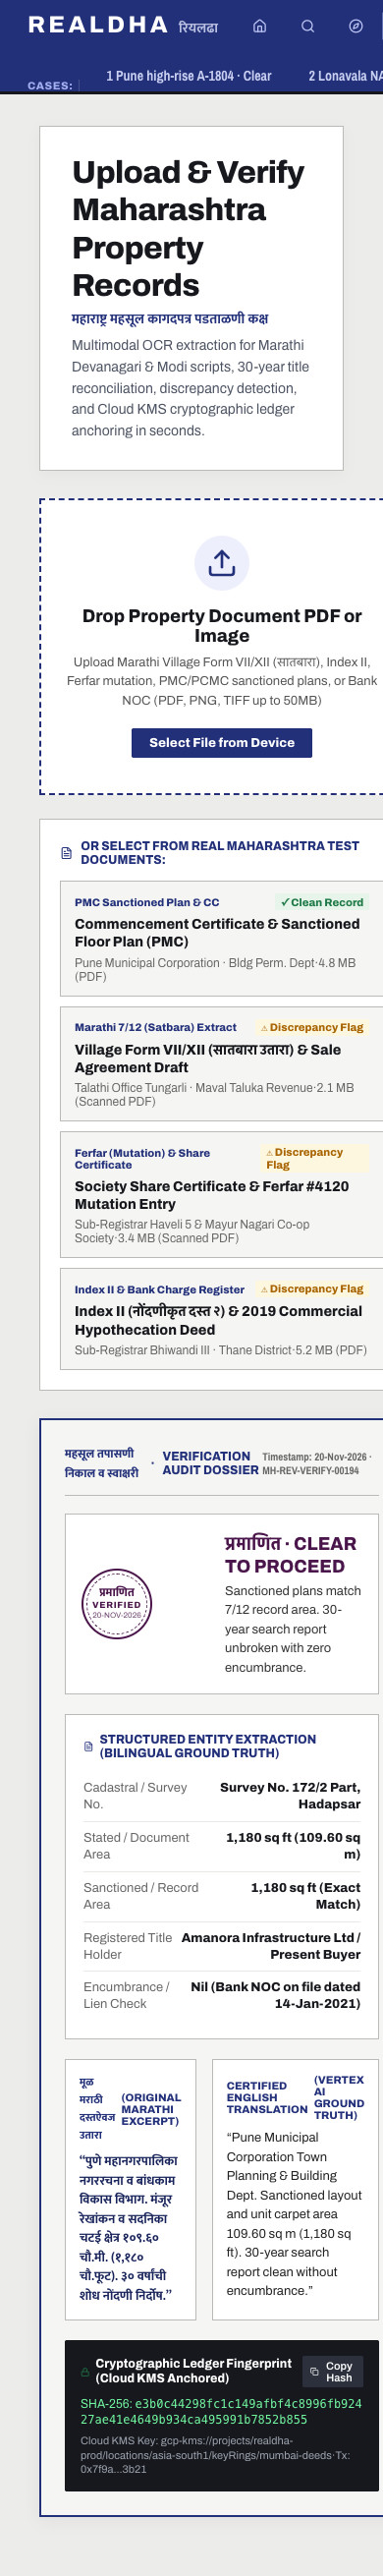 REALDHA रियलढा
CASES: 1 Pune high-rise A-1804 · Clear 2 Lonavala NA
Upload & Verify
Maharashtra
Property
Records
महाराष्ट्र महसूल कागदपत्र पडताळणी कक्ष
Multimodal OCR extraction for Marathi
Devanagari & Modi scripts, 30-year title
reconciliation, discrepancy detection,
and Cloud KMS cryptographic ledger
anchoring in seconds.
Drop Property Document PDF or
Image
Upload Marathi Village Form VII/XII (सातबारा), Index II,
Ferfar mutation, PMC/PCMC sanctioned plans, or Bank
NOC (PDF, PNG, TIFF up to 50MB)
Select File from Device
OR SELECT FROM REAL MAHARASHTRA TEST
DOCUMENTS:
PMC Sanctioned Plan & CC
✓ Clean Record
Commencement Certificate & Sanctioned
Floor Plan (PMC)
Pune Municipal Corporation · Bldg Perm. Dept·4.8 MB
(PDF)
Marathi 7/12 (Satbara) Extract
⚠ Discrepancy Flag
Village Form VII/XII (सातबारा उतारा) & Sale
Agreement Draft
Talathi Office Tungarli · Maval Taluka Revenue·2.1 MB
(Scanned PDF)
Ferfar (Mutation) & Share
Certificate
⚠ Discrepancy
Flag
Society Share Certificate & Ferfar #4120
Mutation Entry
Sub-Registrar Haveli 5 & Mayur Nagari Co-op
Society·3.4 MB (Scanned PDF)
Index II & Bank Charge Register
⚠ Discrepancy Flag
Index II (नोंदणीकृत दस्त २) & 2019 Commercial
Hypothecation Deed
Sub-Registrar Bhiwandi III · Thane District·5.2 MB (PDF)
महसूल तपासणी
निकाल व स्वाक्षरी
·
VERIFICATION
AUDIT DOSSIER
Timestamp: 20-Nov-2026 ·
MH-REV-VERIFY-00194
प्रमाणित
VERIFIED
20-NOV-2026
प्रमाणित · CLEAR
TO PROCEED
Sanctioned plans match
7/12 record area. 30-
year search report
unbroken with zero
encumbrance.
STRUCTURED ENTITY EXTRACTION
(BILINGUAL GROUND TRUTH)
Cadastral / Survey
No.
Survey No. 172/2 Part,
Hadapsar
Stated / Document
Area
1,180 sq ft (109.60 sq
m)
Sanctioned / Record
Area
1,180 sq ft (Exact
Match)
Registered Title
Holder
Amanora Infrastructure Ltd /
Present Buyer
Encumbrance /
Lien Check
Nil (Bank NOC on file dated
14-Jan-2021)
मूळ
मराठी
दस्तऐवज
उतारा
(ORIGINAL
MARATHI
EXCERPT)
“पुणे महानगरपालिका
नगररचना व बांधकाम
विकास विभाग. मंजूर
रेखांकन व सदनिका
चटई क्षेत्र १०९.६०
चौ.मी. (१,१८०
चौ.फूट). ३० वर्षांची
शोध नोंदणी निर्दोष.”
CERTIFIED
ENGLISH
TRANSLATION
(VERTEX
AI
GROUND
TRUTH)
“Pune Municipal
Corporation Town
Planning & Building
Dept. Sanctioned layout
and unit carpet area
109.60 sq m (1,180 sq
ft). 30-year search
report clean without
encumbrance.”
Cryptographic Ledger Fingerprint
(Cloud KMS Anchored)
Copy
Hash
SHA-256: e3b0c44298fc1c149afbf4c8996fb924
27ae41e4649b934ca495991b7852b855
Cloud KMS Key: gcp-kms://projects/realdha-
prod/locations/asia-south1/keyRings/mumbai-deeds·Tx:
0x7f9a...3b21